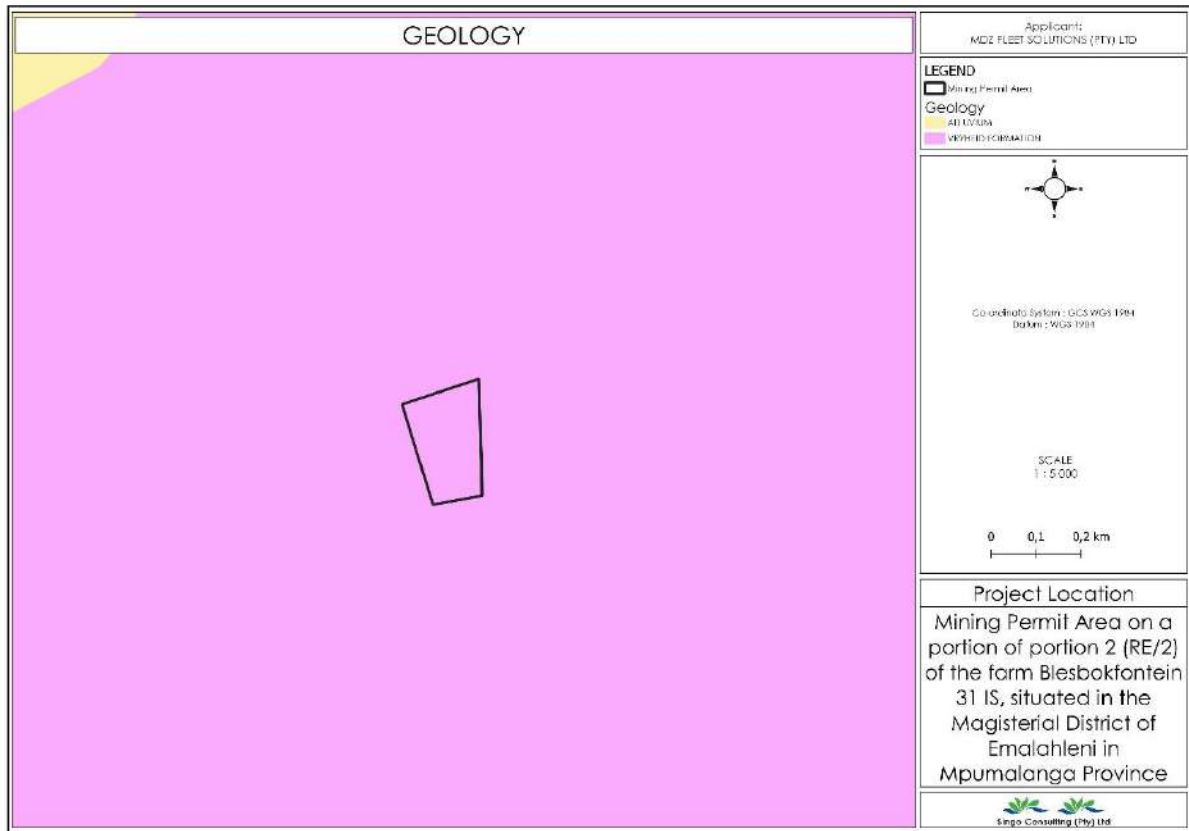 GEOLOGY
Applicant:
MDZ FLEET SOLUTIONS (PTY) LTD
LEGEND
Mining Permit Area
Geology
ALLUVIUM
VRYHEID FORMATION
N
W
E
S
Co-ordinate System : GCS WGS 1984
Datum : WGS 1984
SCALE
1 : 5 000
0 0,1 0,2 km
Project Location
Mining Permit Area on a
portion of portion 2 (RE/2)
of the farm Blesbokfontein
31 IS, situated in the
Magisterial District of
Emalahleni in
Mpumalanga Province
Singo Consulting (Pty) Ltd